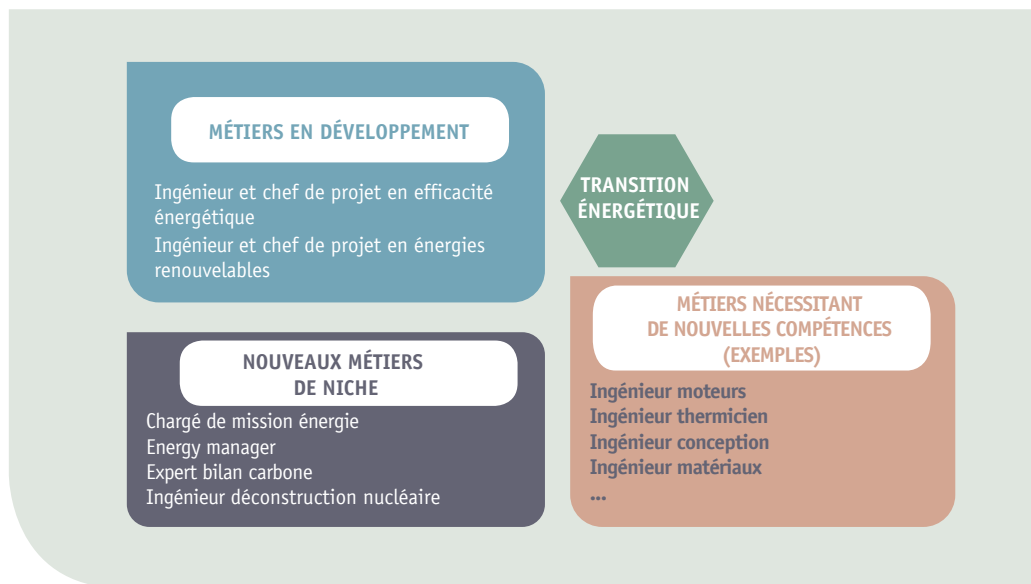 MÉTIERS EN DÉVELOPPEMENT
Ingénieur et chef de projet en efficacité
énergétique
Ingénieur et chef de projet en énergies
renouvelables
TRANSITION
ÉNERGÉTIQUE
NOUVEAUX MÉTIERS
DE NICHE
Chargé de mission énergie
Energy manager
Expert bilan carbone
Ingénieur déconstruction nucléaire
MÉTIERS NÉCESSITANT
DE NOUVELLES COMPÉTENCES
(EXEMPLES)
Ingénieur moteurs
Ingénieur thermicien
Ingénieur conception
Ingénieur matériaux
...